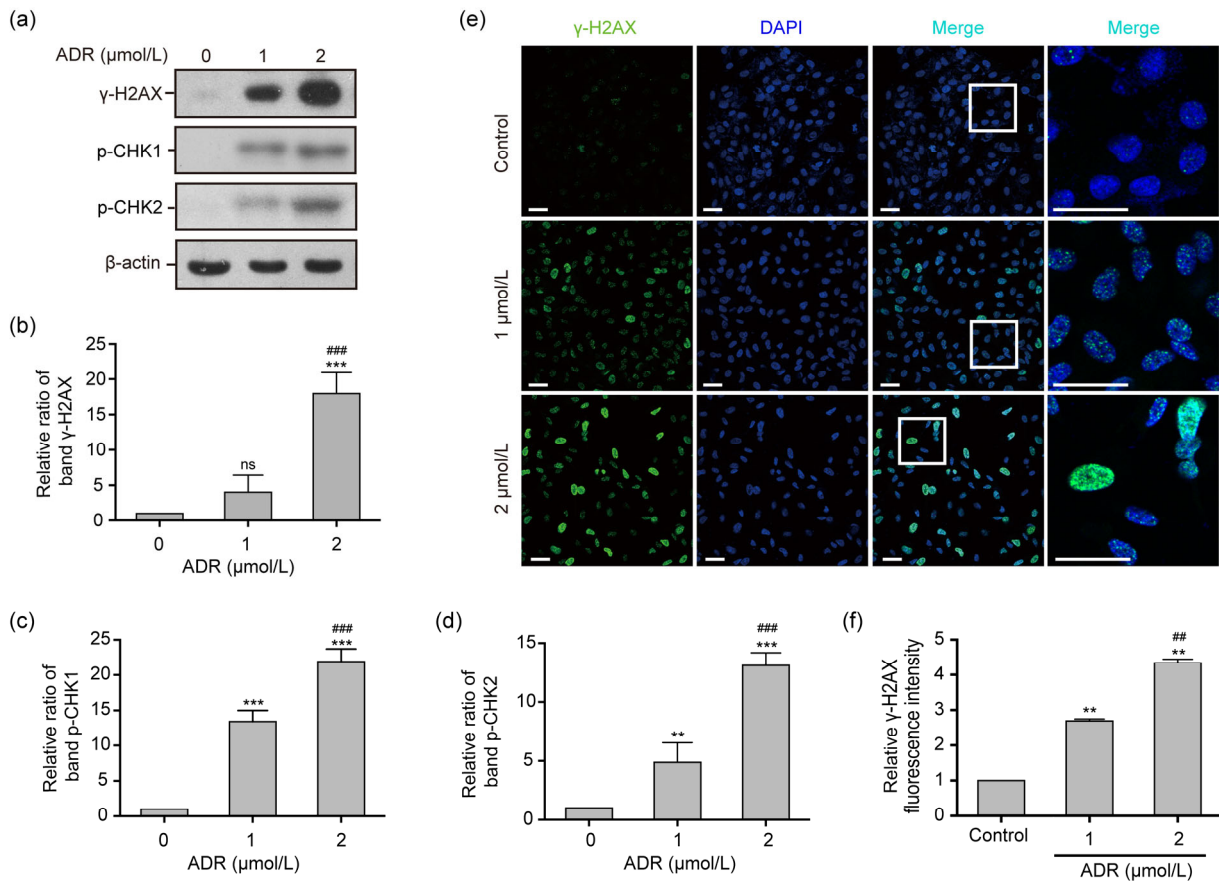 (a)
ADR (μmol/L) 0 1 2
γ-H2AX
p-CHK1
p-CHK2
β-actin
(b)
Relative ratio of
band γ-H2AX
25
20
15
10
5
0
ns
###
***
0 1 2
ADR (μmol/L)
(c)
Relative ratio of
band p-CHK1
25
20
15
10
5
0
***
###
***
0 1 2
ADR (μmol/L)
(d)
Relative ratio of
band p-CHK2
15
10
5
0
**
###
***
0 1 2
ADR (μmol/L)
(e)
γ-H2AX DAPI Merge Merge
Control
1 μmol/L
2 μmol/L
(f)
Relative γ-H2AX
fluorescence intensity
5
4
3
2
1
0
**
##
**
Control 1 2
ADR (μmol/L)